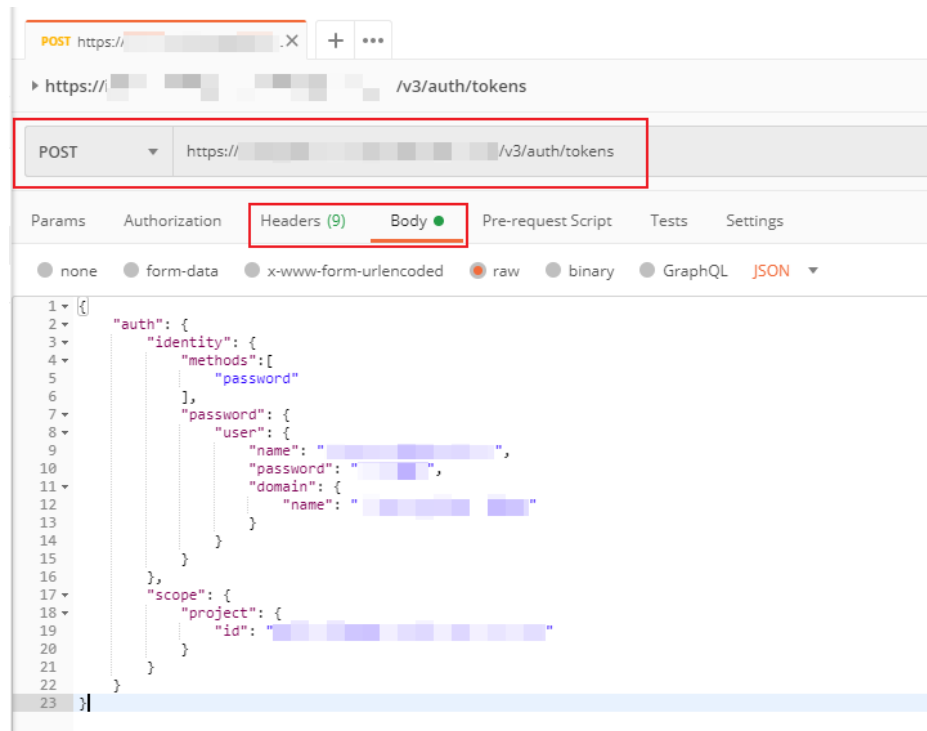 POST https://
+ •••
https:// /v3/auth/tokens
POST https:// /v3/auth/tokens
Params Authorization Headers (9) Body Pre-request Script Tests Settings
none form-data x-www-form-urlencoded raw binary GraphQL JSON
1 {
2 "auth": {
3 "identity": {
4 "methods":[
5 "password"
6 ],
7 "password": {
8 "user": {
9 "name": " ",
10 "password": " ",
11 "domain": {
12 "name": " "
13 }
14 }
15 }
16 },
17 "scope": {
18 "project": {
19 "id": " "
20 }
21 }
22 }
23 }